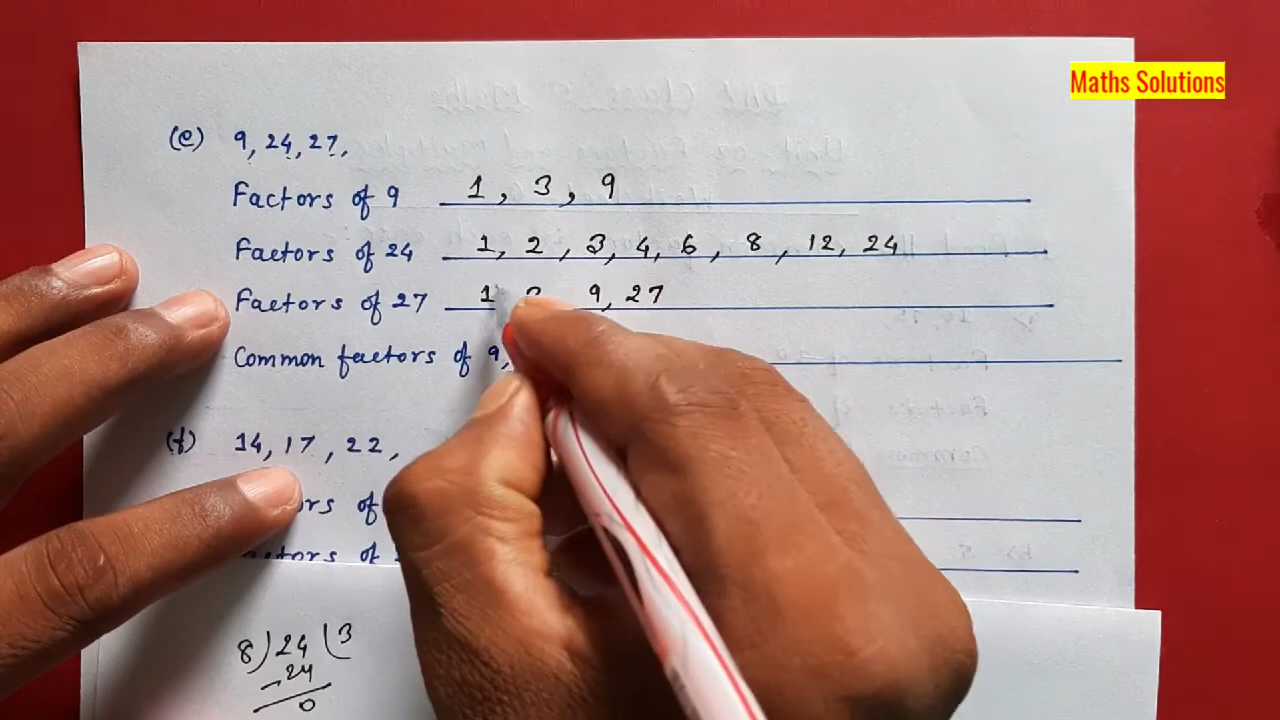 Maths Solutions
(e) 9, 24, 27,
Factors of 9 1, 3, 9
Factors of 24 1, 2, 3, 4, 6, 8, 12, 24
Factors of 27 1 9, 27
Common factors of 9,
(f) 14, 17, 22,
of
of
8)24(3
-24
0